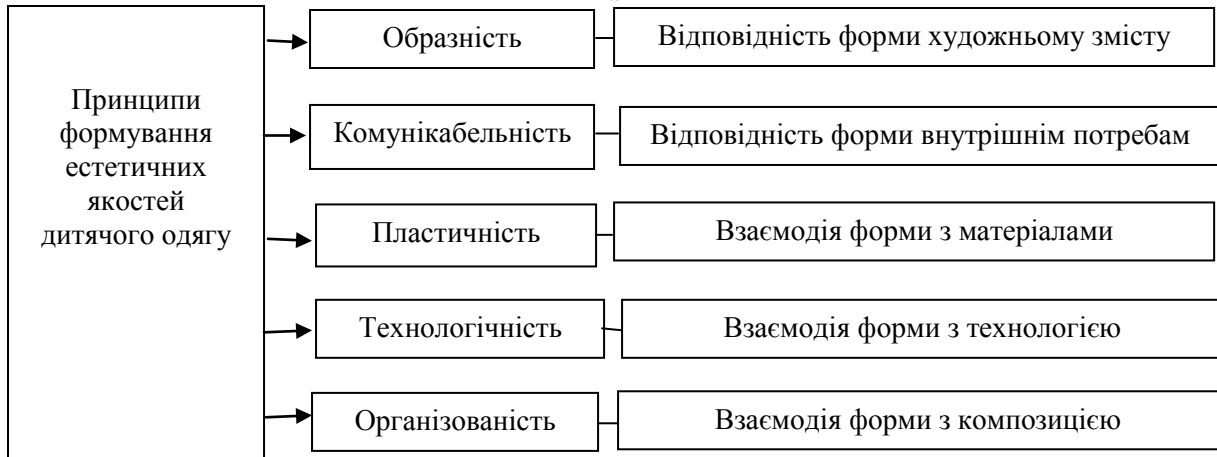 Принципи
формування
естетичних
якостей
дитячого одягу
Образність
Відповідність форми художньому змісту
Комунікабельність
Відповідність форми внутрішнім потребам
Пластичність
Взаємодія форми з матеріалами
Технологічність
Взаємодія форми з технологією
Організованість
Взаємодія форми з композицією